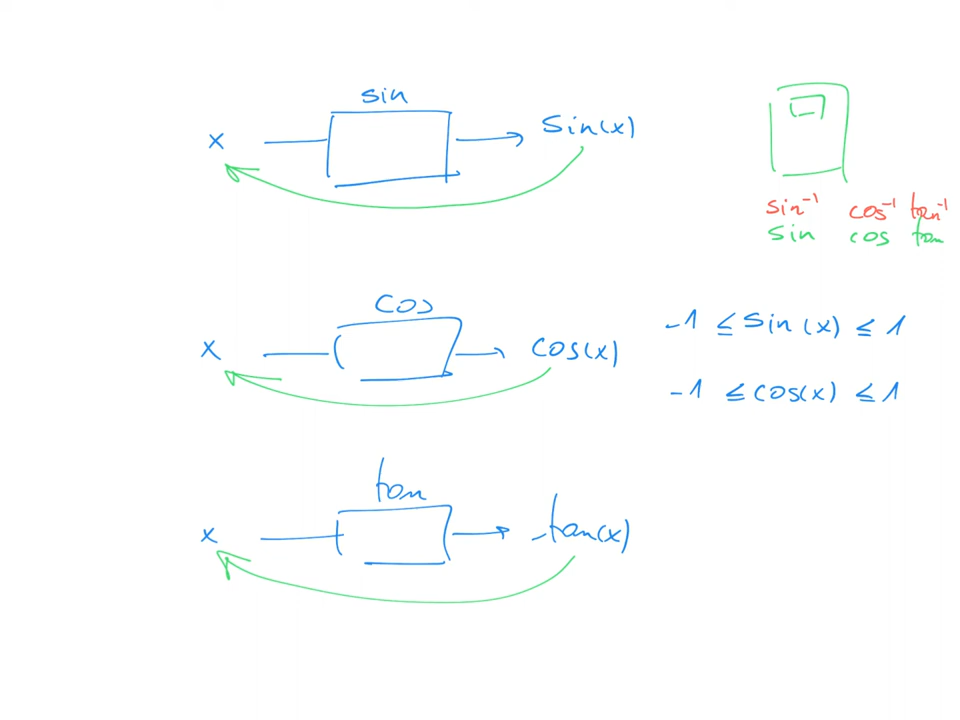 sin
x sin(x)
sin⁻¹ cos⁻¹ tan⁻¹
sin cos tan
cos
x cos(x)
-1 ≤ sin(x) ≤ 1
-1 ≤ cos(x) ≤ 1
tan
x tan(x)